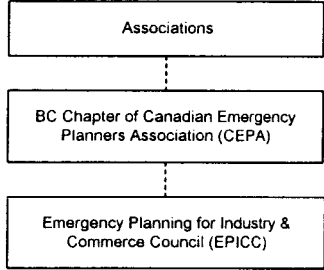 Associations
BC Chapter of Canadian Emergency
Planners Association (CEPA)
Emergency Planning for Industry &
Commerce Council (EPICC)